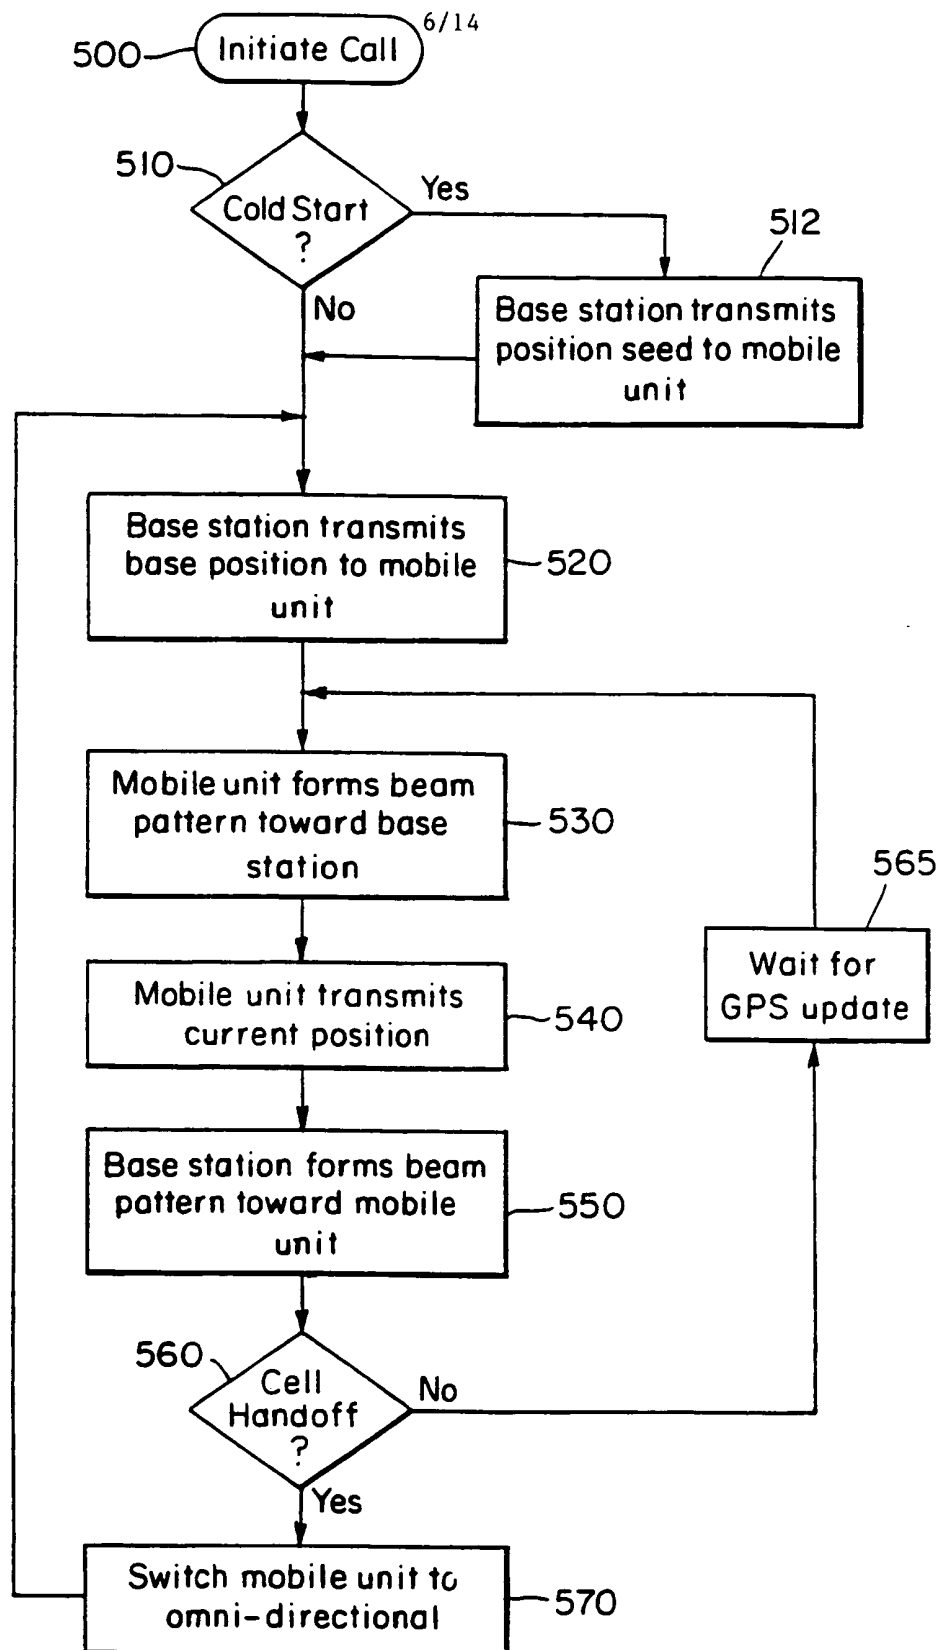 6/14
500
Initiate Call
510
Cold Start
?
Yes
No
512
Base station transmits
position seed to mobile
unit
Base station transmits
base position to mobile
unit
520
Mobile unit forms beam
pattern toward base
station
530
565
Wait for
GPS update
Mobile unit transmits
current position
540
Base station forms beam
pattern toward mobile
unit
550
560
Cell
Handoff
?
No
Yes
Switch mobile unit to
omni-directional
570